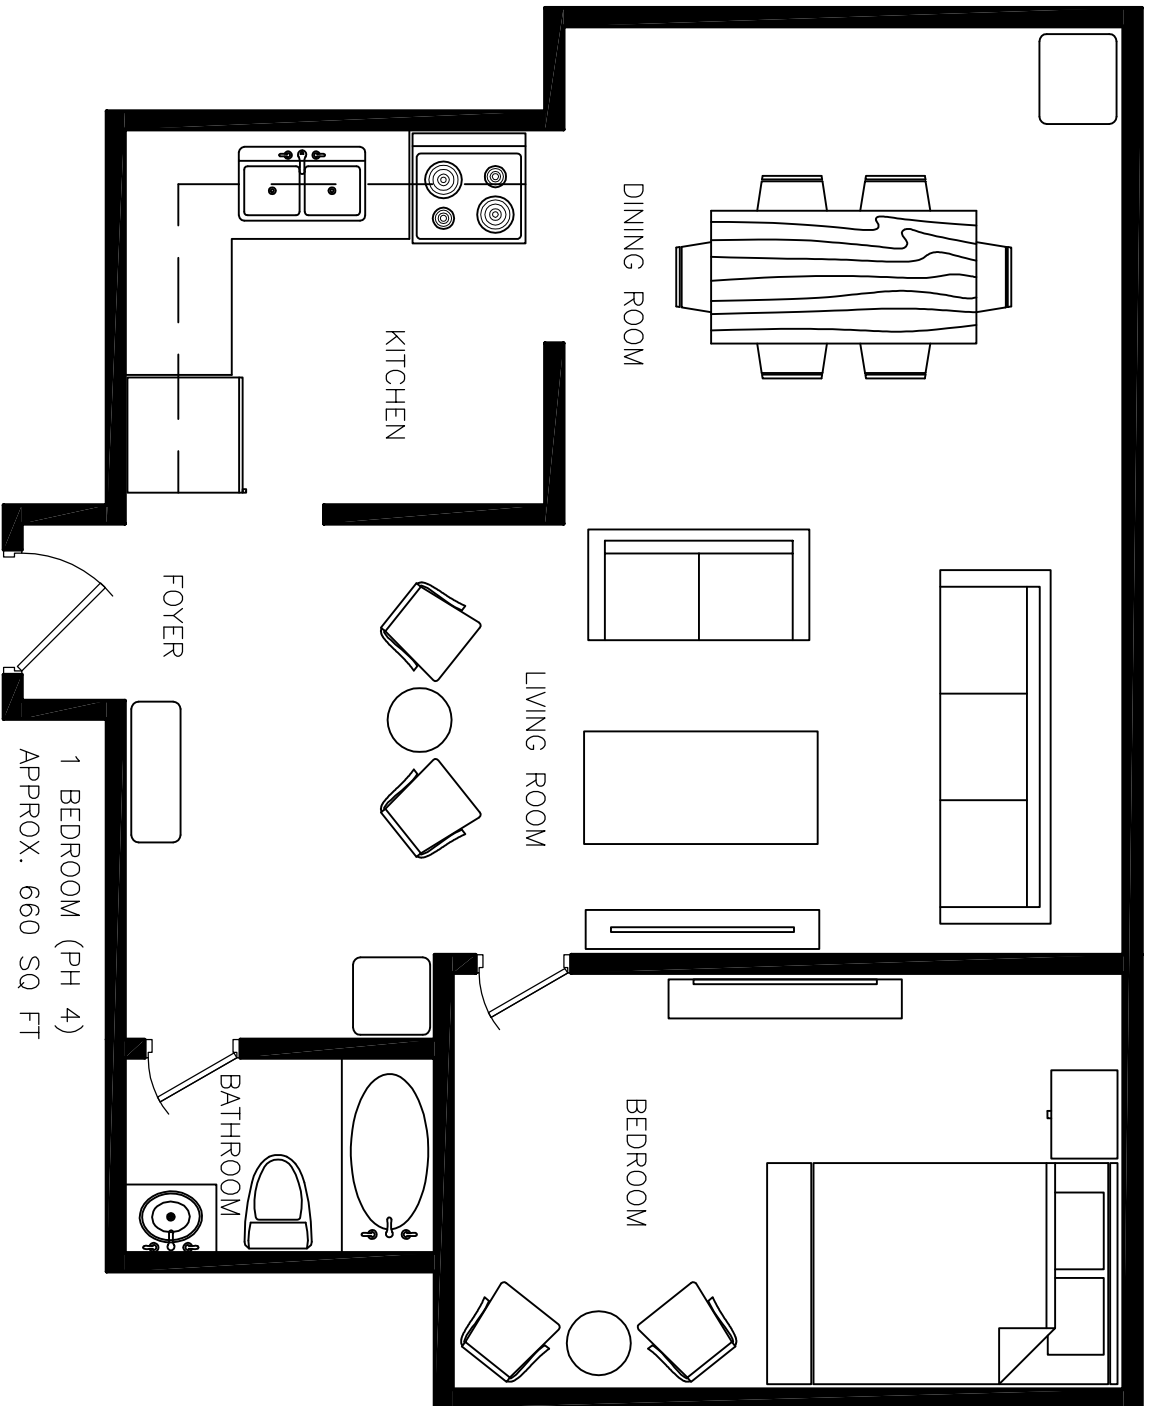 DINING ROOM
KITCHEN
FOYER
LIVING ROOM
BEDROOM
BATHROOM
1 BEDROOM (PH 4)
APPROX. 660 SQ FT